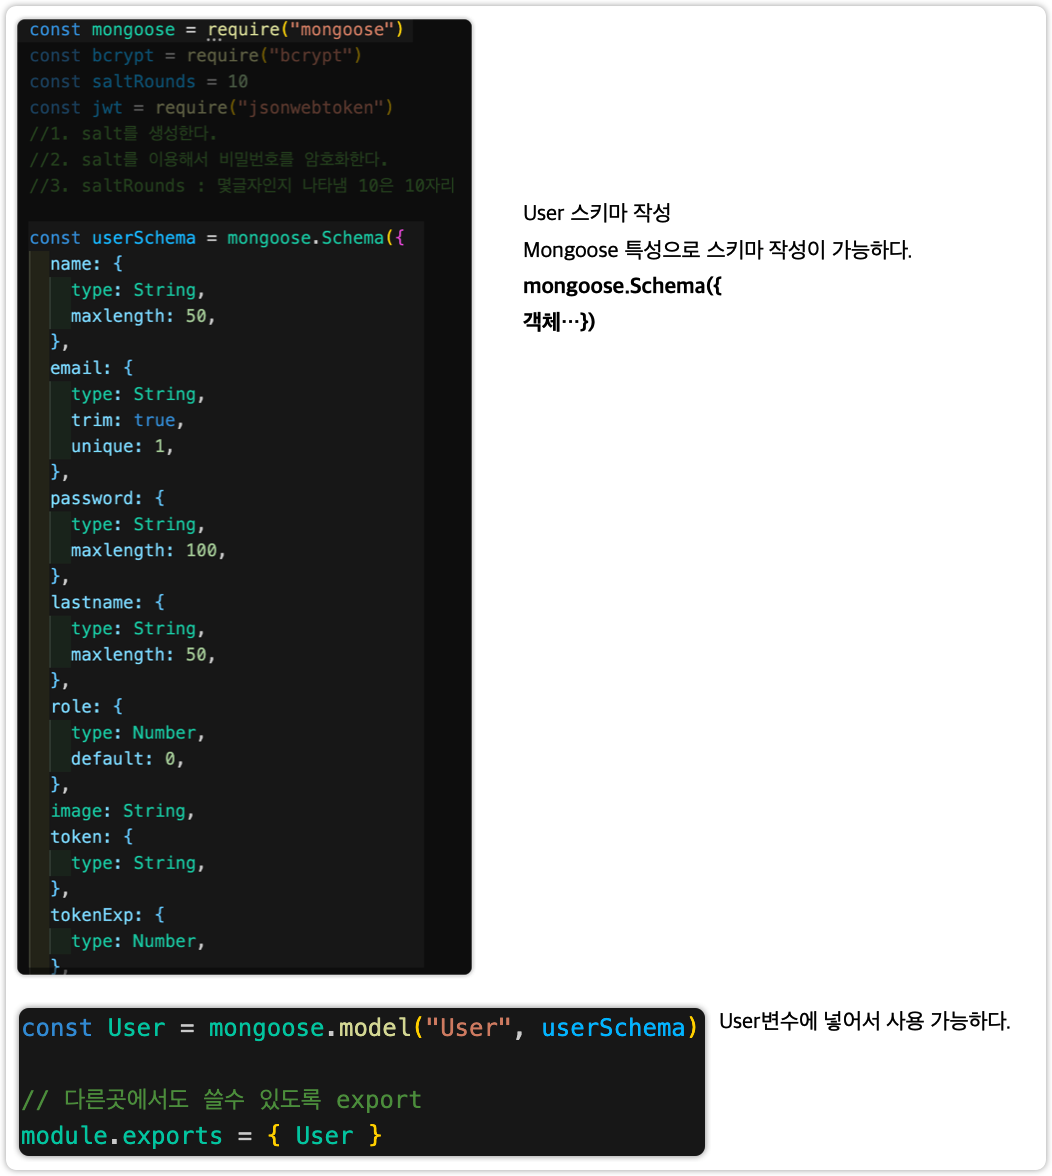 const mongoose = require("mongoose")
const bcrypt = require("bcrypt")
const saltRounds = 10
const jwt = require("jsonwebtoken")
//1. salt를 생성한다.
//2. salt를 이용해서 비밀번호를 암호화한다.
//3. saltRounds : 몇글자인지 나타냄 10은 10자리
const userSchema = mongoose.Schema({
name: {
type: String,
maxlength: 50,
},
email: {
type: String,
trim: true,
unique: 1,
},
password: {
type: String,
maxlength: 100,
},
lastname: {
type: String,
maxlength: 50,
},
role: {
type: Number,
default: 0,
},
image: String,
token: {
type: String,
},
tokenExp: {
type: Number,
},
User 스키마 작성
Mongoose 특성으로 스키마 작성이 가능하다.
mongoose.Schema({
객체…})
const User = mongoose.model("User", userSchema)
// 다른곳에서도 쓸수 있도록 export
module.exports = { User }
User변수에 넣어서 사용 가능하다.